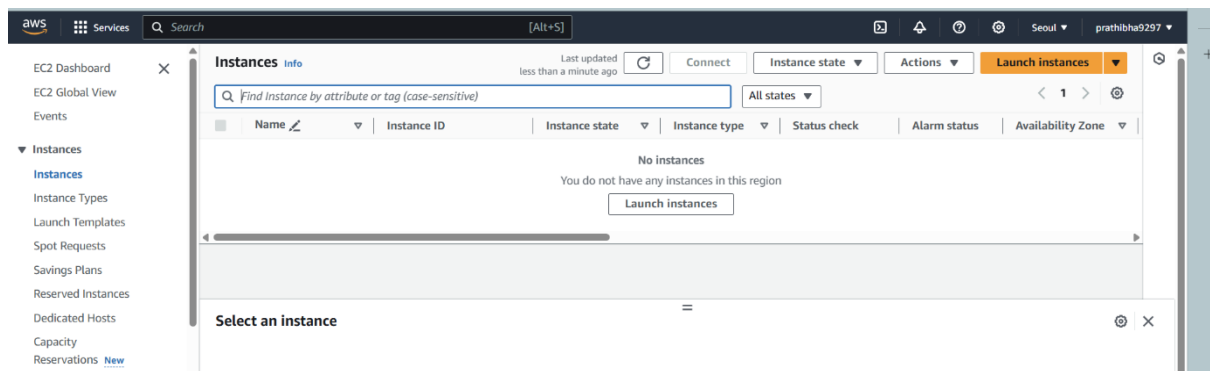 aws Services Search [Alt+S] Seoul prathibha9297
EC2 Dashboard
EC2 Global View
Events
Instances
Instances
Instance Types
Launch Templates
Spot Requests
Savings Plans
Reserved Instances
Dedicated Hosts
Capacity
Reservations New
Instances Info
Last updated
less than a minute ago
Connect Instance state Actions Launch instances
Find Instance by attribute or tag (case-sensitive) All states 1
Name Instance ID Instance state Instance type Status check Alarm status Availability Zone
No instances
You do not have any instances in this region
Launch instances
Select an instance